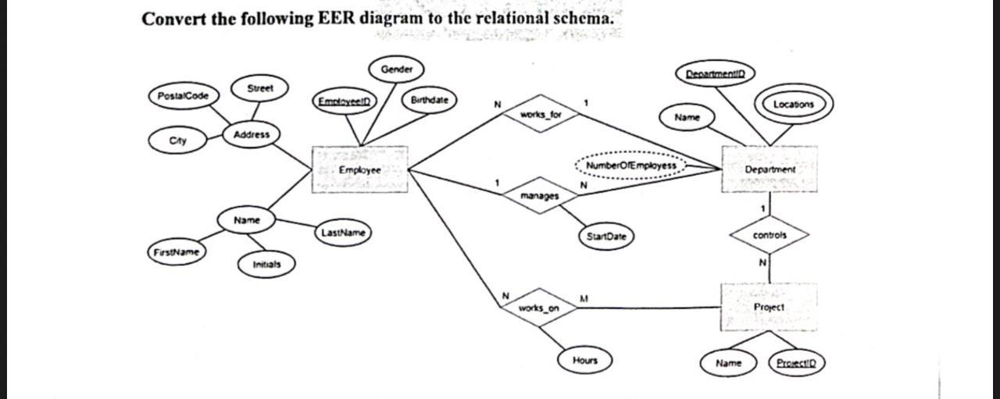 Convert the following EER diagram to the relational schema.
Gender
DepartmentID
PostalCode
Street
EmployeeID
Birthdate
N
works_for
1
Name
Locations
City
Address
Employee
NumberOfEmployess
Department
1
manages
N
StartDate
1
controls
N
Name
LastName
FirstName
Initials
N
works_on
M
Project
Hours
Name
ProjectID